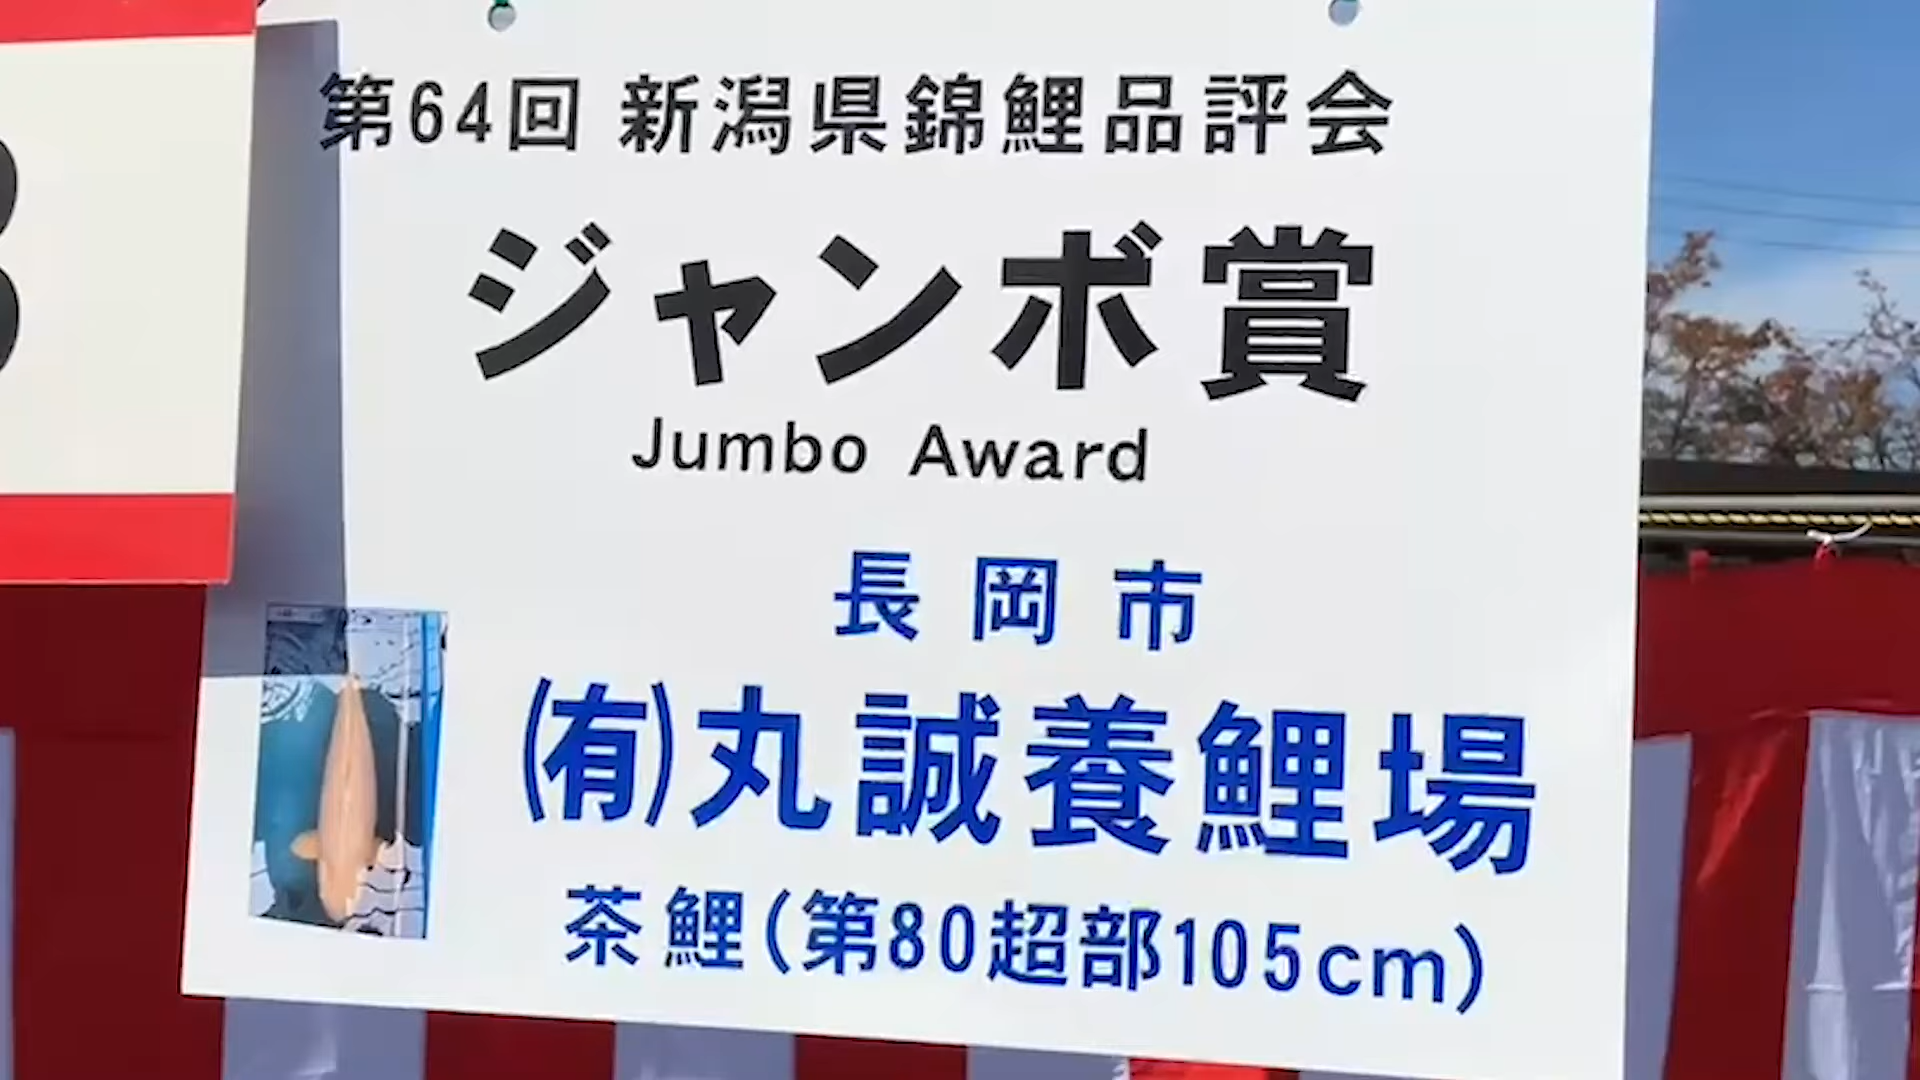 第64回 新潟県錦鯉品評会
ジャンボ賞
Jumbo Award
長岡市
㈲丸誠養鯉場
茶鯉(第80超部105cm)